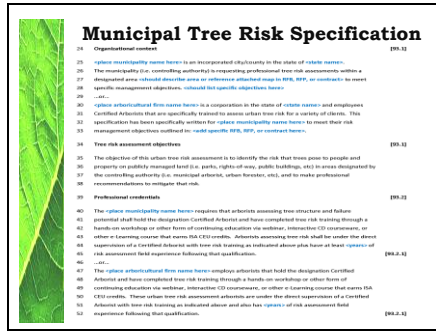 Municipal Tree Risk Specification
24 Organizational context [95.1]
25 <place municipality name here> is an incorporated city/county in the state of <state name>.
26 The municipality (i.e. controlling authority) is requesting professional tree risk assessments within a
27 designated area <should describe area or reference attached map in RFB, RFP, or contract> to meet
28 specific management objectives. <should list specific objectives here>
29 …or…
30 <place arboricultural firm name here> is a corporation in the state of <state name> and employees
31 Certified Arborists that are specifically trained to assess urban tree risk for a variety of clients. This
32 specification has been specifically written for <place municipality name here> to meet their risk
33 management objectives outlined in: <add specific RFB, RFP, or contract here>.
34 Tree risk assessment objectives [95.1]
35 The objective of this urban tree risk assessment is to identify the risk that trees pose to people and
36 property on publicly managed land (i.e. parks, rights-of-way, public buildings, etc) in areas designated by
37 the controlling authority (i.e. municipal arborist, urban forester, etc), and to make professional
38 recommendations to mitigate that risk.
39 Professional credentials [93.2]
40 The <place municipality name here> requires that arborists assessing tree structure and failure
41 potential shall hold the designation Certified Arborist and have completed tree risk training through a
42 hands-on workshop or other form of continuing education via webinar, interactive CD courseware, or
43 other e-Learning course that earns ISA CEU credits. Arborists assessing tree risk shall be under the direct
44 supervision of a Certified Arborist with tree risk training as indicated above plus have at least <years> of
45 risk assessment field experience following that qualification. [93.2.1]
46 …or…
47 The <place arboricultural firm name here> employs arborists that hold the designation Certified
48 Arborist and have completed tree risk training through a hands-on workshop or other form of
49 continuing education via webinar, interactive CD courseware, or other e-Learning course that earns ISA
50 CEU credits. These urban tree risk assessment arborists are under the direct supervision of a Certified
51 Arborist with tree risk training as indicated above and also has <years> of risk assessment field
52 experience following that qualification. [93.2.1]